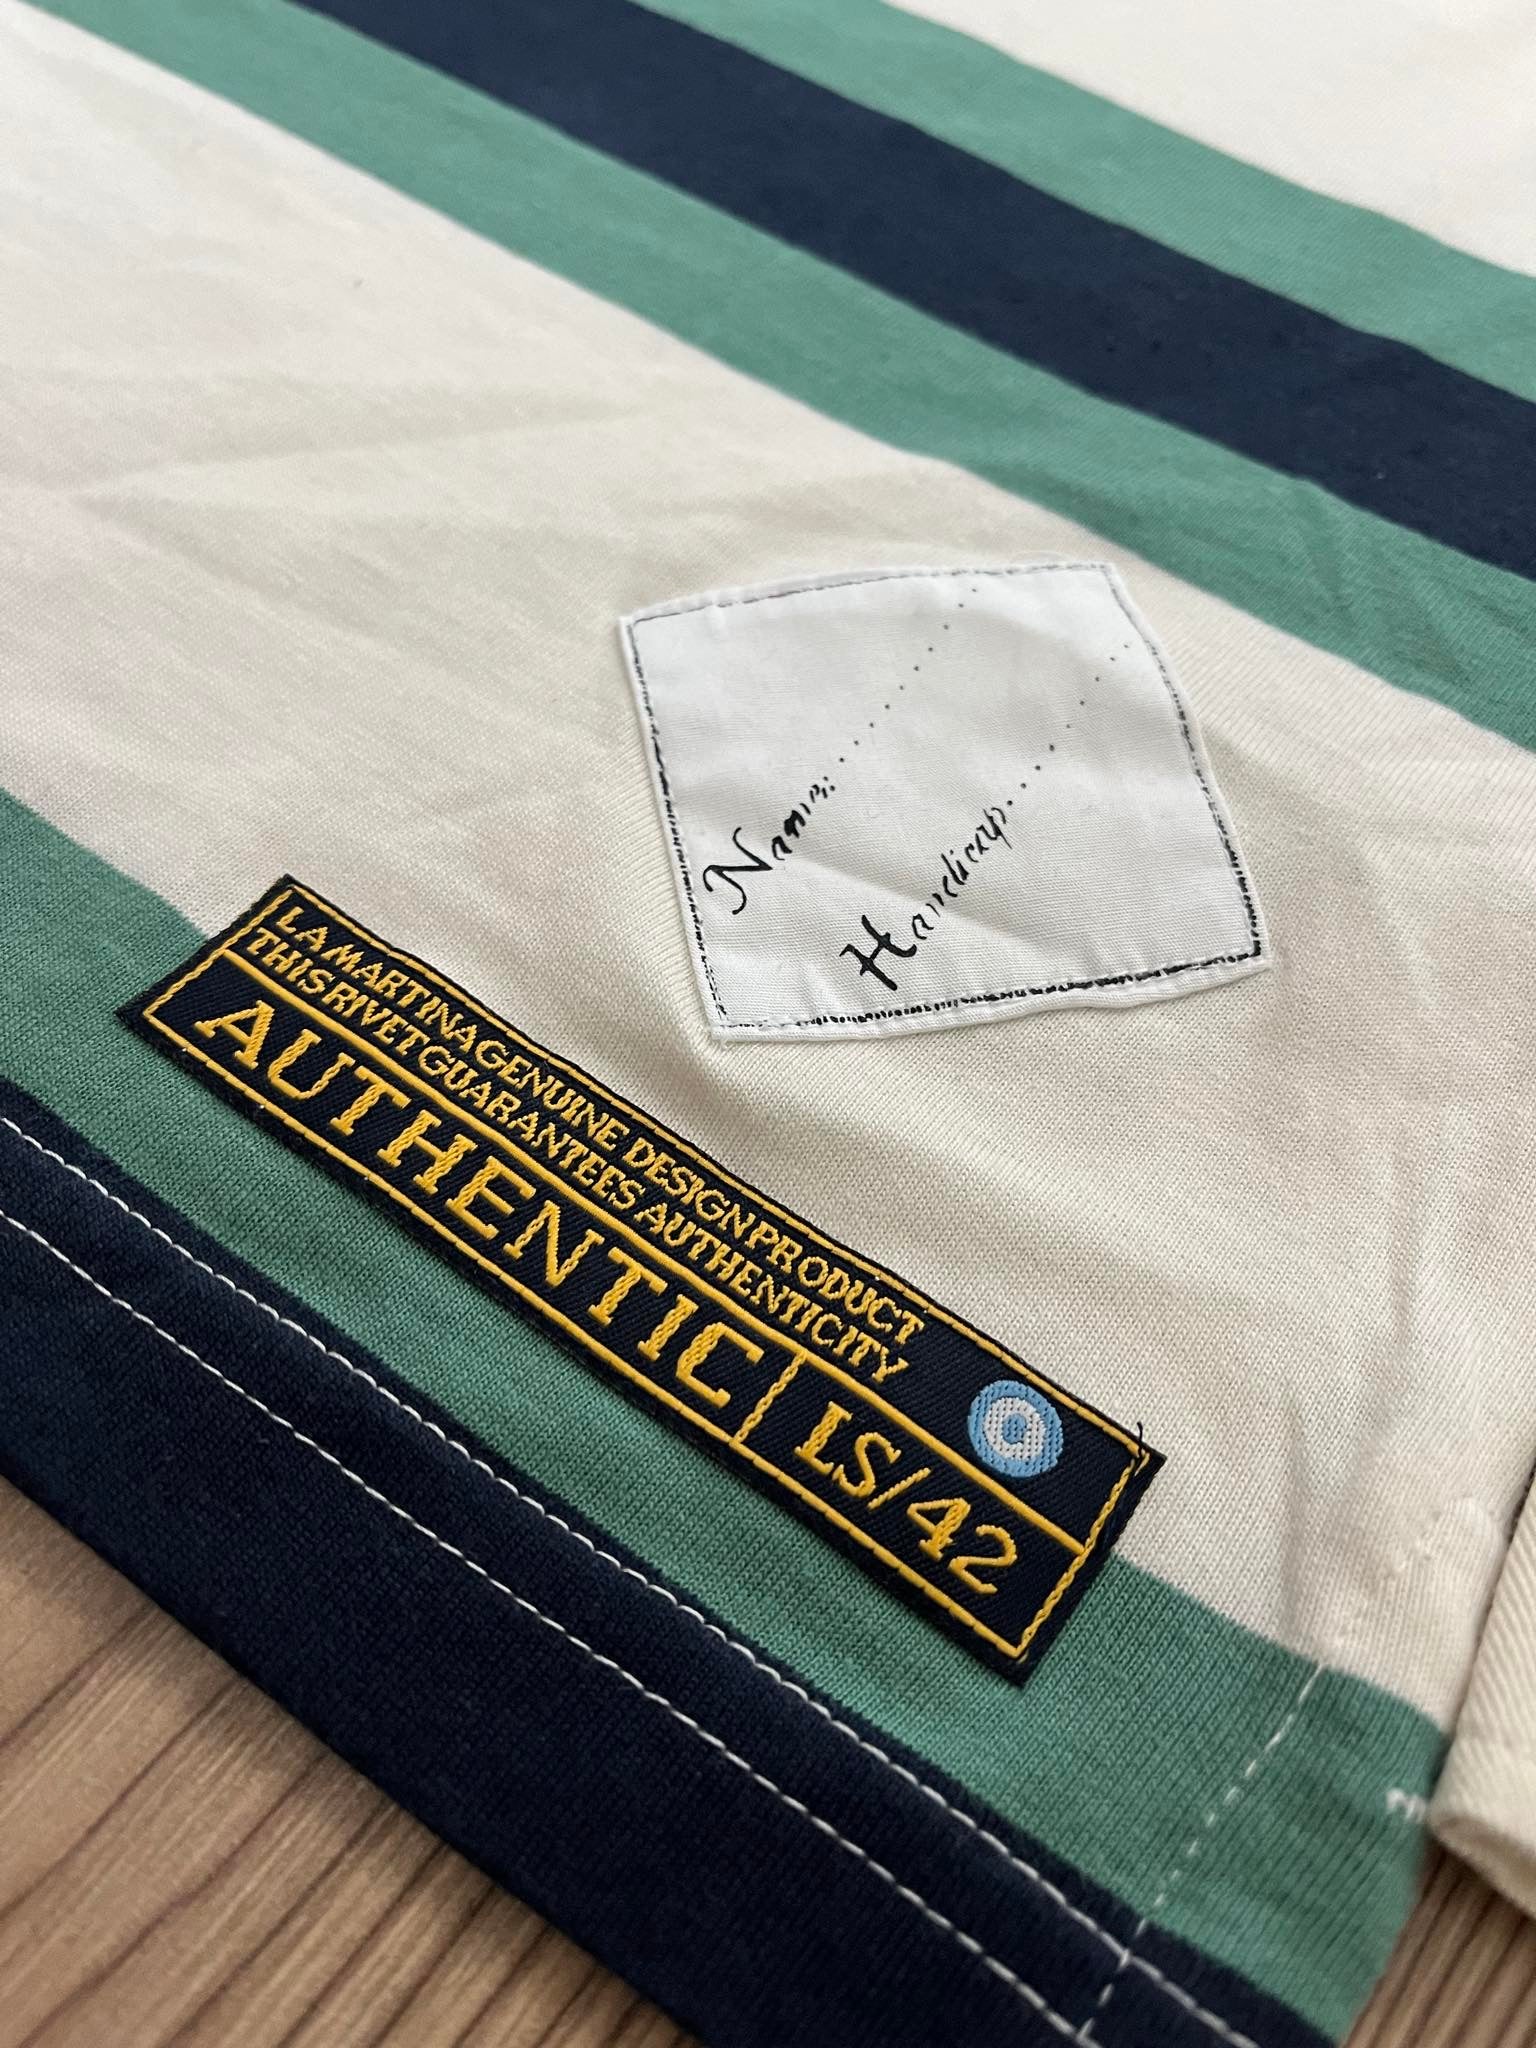 Name:..........
Handicap..........
LA MARTINA GENUINE DESIGN PRODUCT
THIS RIVET GUARANTEES AUTHENTICITY
AUTHENTIC LS/42